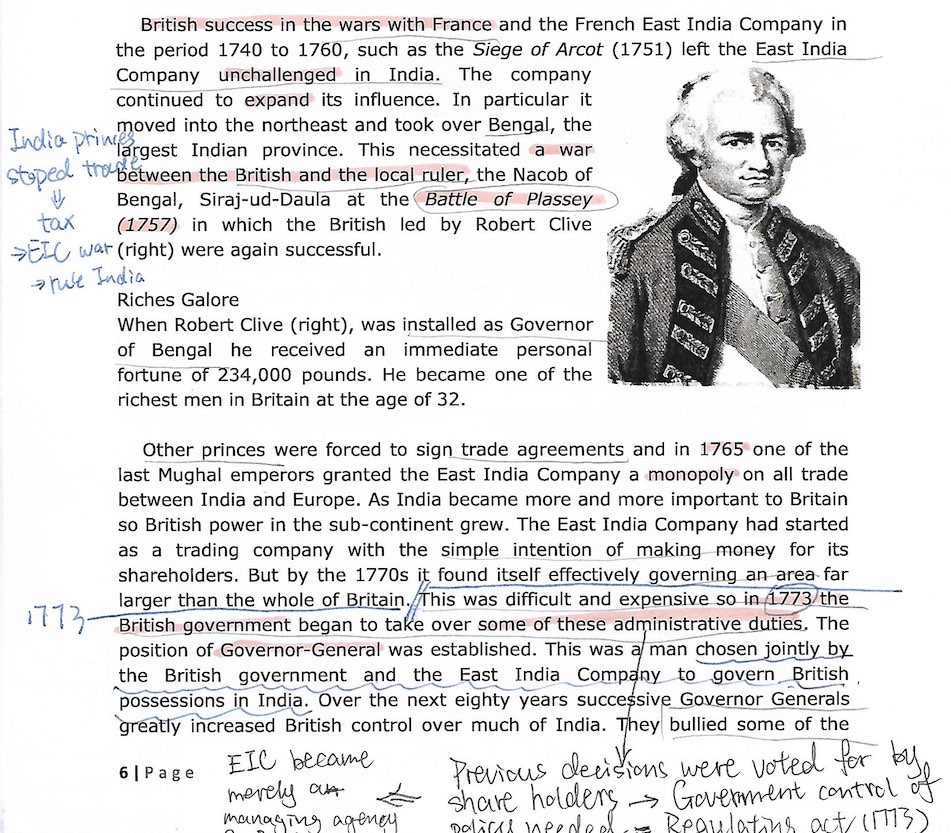 British success in the wars with France and the French East India Company in
the period 1740 to 1760, such as the Siege of Arcot (1751) left the East India
Company unchallenged in India. The company
continued to expand its influence. In particular it
moved into the northeast and took over Bengal, the
largest Indian province. This necessitated a war
between the British and the local ruler, the Nacob of
Bengal, Siraj-ud-Daula at the Battle of Plassey
(1757) in which the British led by Robert Clive
(right) were again successful.
India princes
stoped trade
⇓
tax
→EIC war
→rule India
Riches Galore
When Robert Clive (right), was installed as Governor
of Bengal he received an immediate personal
fortune of 234,000 pounds. He became one of the
richest men in Britain at the age of 32.
Other princes were forced to sign trade agreements and in 1765 one of the
last Mughal emperors granted the East India Company a monopoly on all trade
between India and Europe. As India became more and more important to Britain
so British power in the sub-continent grew. The East India Company had started
as a trading company with the simple intention of making money for its
shareholders. But by the 1770s it found itself effectively governing an area far
larger than the whole of Britain. This was difficult and expensive so in 1773 the
British government began to take over some of these administrative duties. The
position of Governor-General was established. This was a man chosen jointly by
the British government and the East India Company to govern British
possessions in India. Over the next eighty years successive Governor Generals
greatly increased British control over much of India. They bullied some of the
1773
6 | Page
EIC became
merely an
managing agency
Previous decisions were voted for by
share holders → Government control of
policy needed = Regulating act (1773)